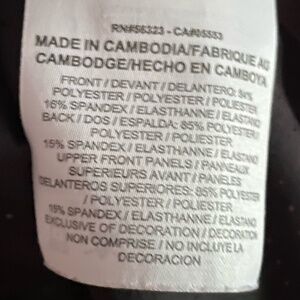 RN#56323 - CA#05553
MADE IN CAMBODIA/FABRIQUE AU
CAMBODGE/HECHO EN CAMBOYA
FRONT / DEVANT / DELANTERO: 84%
POLYESTER / POLYESTER / POLIESTER
16% SPANDEX / ELASTHANNE / ELASTANO
BACK / DOS / ESPALDA: 85% POLYESTER
/ POLYESTER / POLIESTER
15% SPANDEX / ELASTHANNE / ELASTANO
UPPER FRONT PANELS / PANNEAUX
SUPERIEURS AVANT / PANELES
DELANTEROS SUPERIORES: 85% POLYESTER
/ POLYESTER / POLIESTER
15% SPANDEX / ELASTHANNE / ELASTANO
EXCLUSIVE OF DECORATION / DECORATION
NON COMPRISE / NO INCLUYE LA
DECORACION